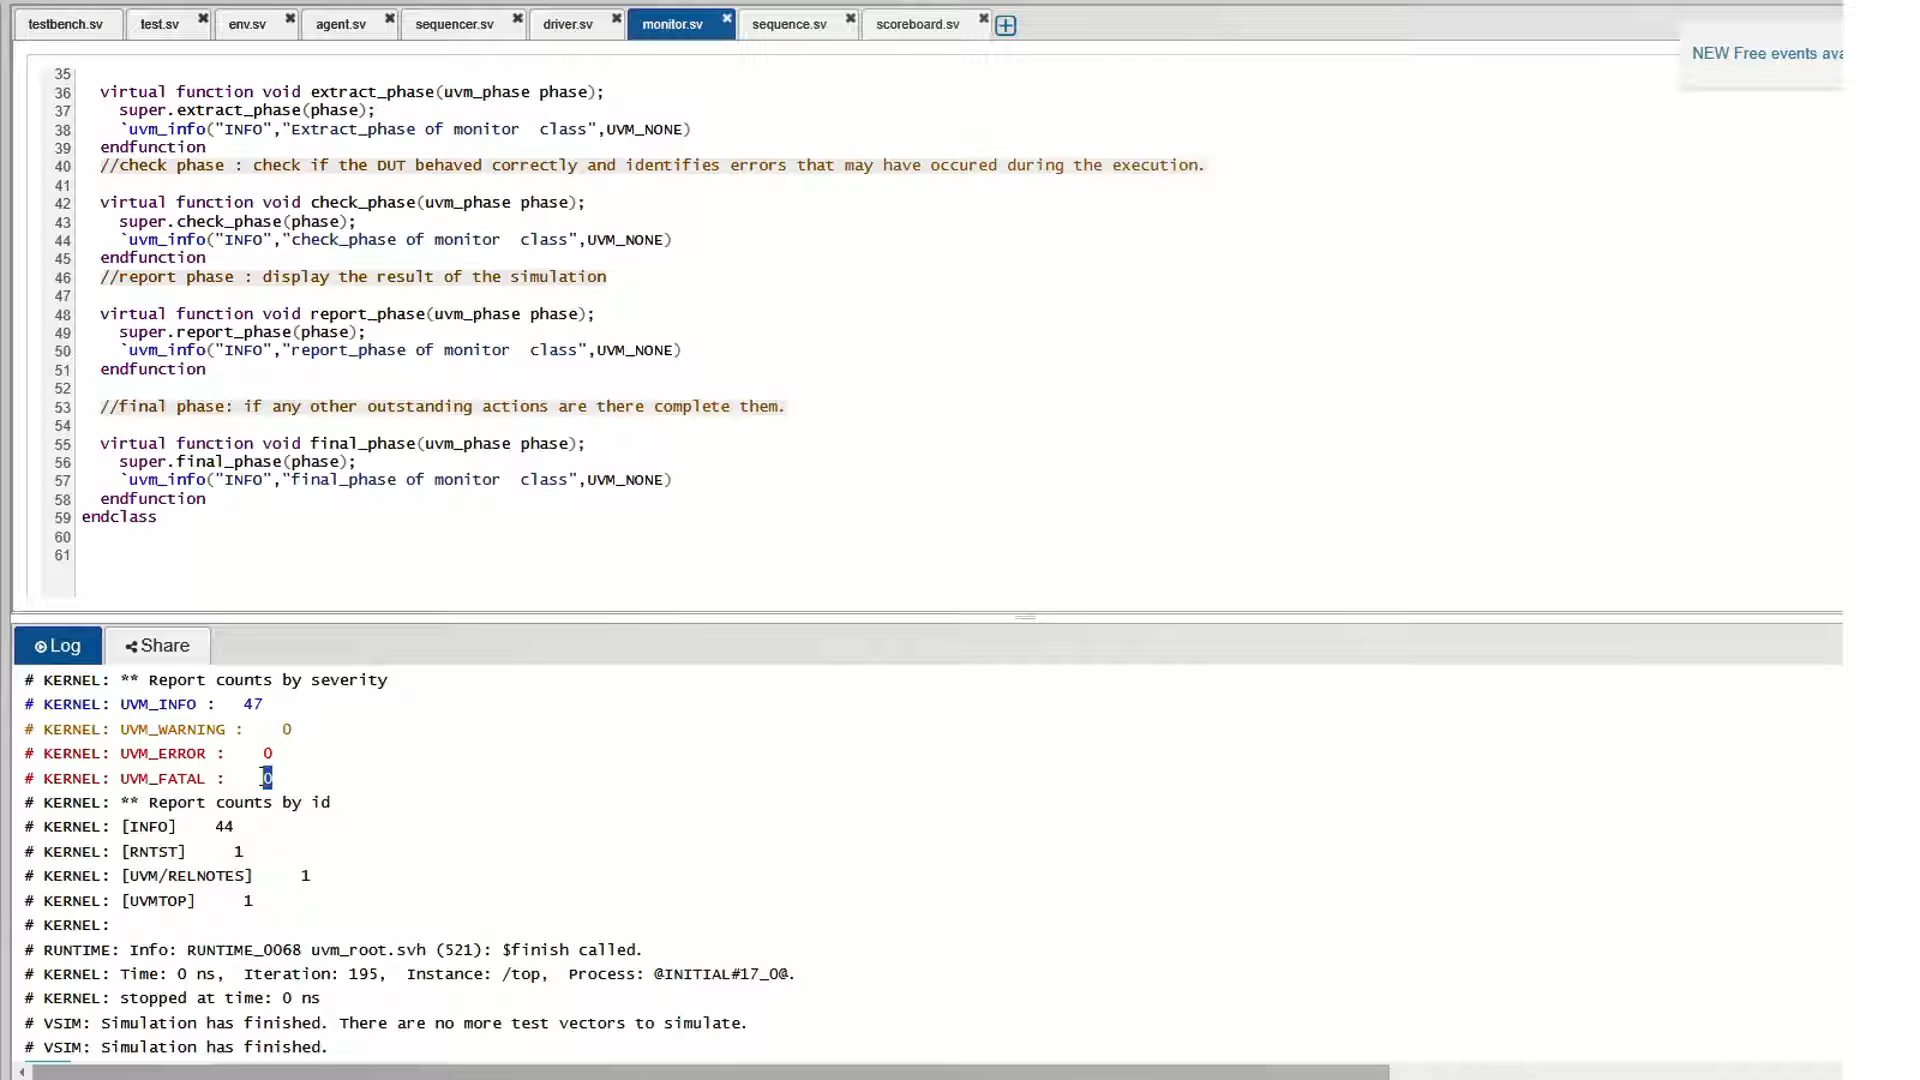 testbench.sv test.sv env.sv agent.sv sequencer.sv driver.sv monitor.sv sequence.sv scoreboard.sv
NEW Free events ava
35
36 virtual function void extract_phase(uvm_phase phase);
37 super.extract_phase(phase);
38 `uvm_info("INFO","Extract_phase of monitor  class",UVM_NONE)
39 endfunction
40 //check phase : check if the DUT behaved correctly and identifies errors that may have occured during the execution.
41
42 virtual function void check_phase(uvm_phase phase);
43 super.check_phase(phase);
44 `uvm_info("INFO","check_phase of monitor  class",UVM_NONE)
45 endfunction
46 //report phase : display the result of the simulation
47
48 virtual function void report_phase(uvm_phase phase);
49 super.report_phase(phase);
50 `uvm_info("INFO","report_phase of monitor  class",UVM_NONE)
51 endfunction
52
53 //final phase: if any other outstanding actions are there complete them.
54
55 virtual function void final_phase(uvm_phase phase);
56 super.final_phase(phase);
57 `uvm_info("INFO","final_phase of monitor  class",UVM_NONE)
58 endfunction
59 endclass
60
61
Log Share
# KERNEL: ** Report counts by severity
# KERNEL: UVM_INFO :   47
# KERNEL: UVM_WARNING :    0
# KERNEL: UVM_ERROR :    0
# KERNEL: UVM_FATAL :    0
# KERNEL: ** Report counts by id
# KERNEL: [INFO]    44
# KERNEL: [RNTST]     1
# KERNEL: [UVM/RELNOTES]     1
# KERNEL: [UVMTOP]     1
# KERNEL:
# RUNTIME: Info: RUNTIME_0068 uvm_root.svh (521): $finish called.
# KERNEL: Time: 0 ns,  Iteration: 195,  Instance: /top,  Process: @INITIAL#17_0@.
# KERNEL: stopped at time: 0 ns
# VSIM: Simulation has finished. There are no more test vectors to simulate.
# VSIM: Simulation has finished.